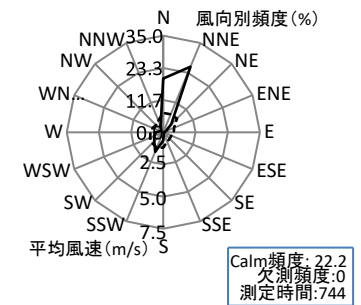 N 風向別頻度(%)
NNW 35.0 NNE
NW 23.3 NE
WN... 11.7 ENE
W 0.0 E
WSW 2.5 ESE
SW 5.0 SE
SSW 7.5 SSE
平均風速(m/s) S
Calm頻度: 22.2
欠測頻度:0
測定時間:744